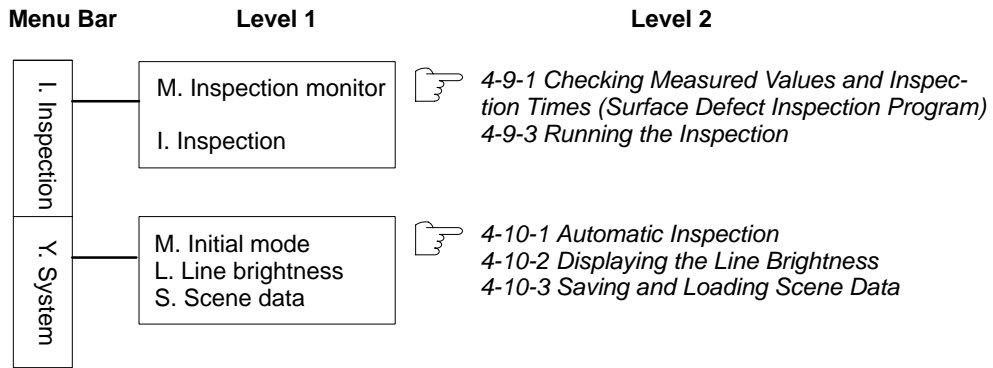 Menu Bar Level 1 Level 2
I. Inspection
M. Inspection monitor
I. Inspection
4-9-1 Checking Measured Values and Inspec-
tion Times (Surface Defect Inspection Program)
4-9-3 Running the Inspection
Y. System
M. Initial mode
L. Line brightness
S. Scene data
4-10-1 Automatic Inspection
4-10-2 Displaying the Line Brightness
4-10-3 Saving and Loading Scene Data